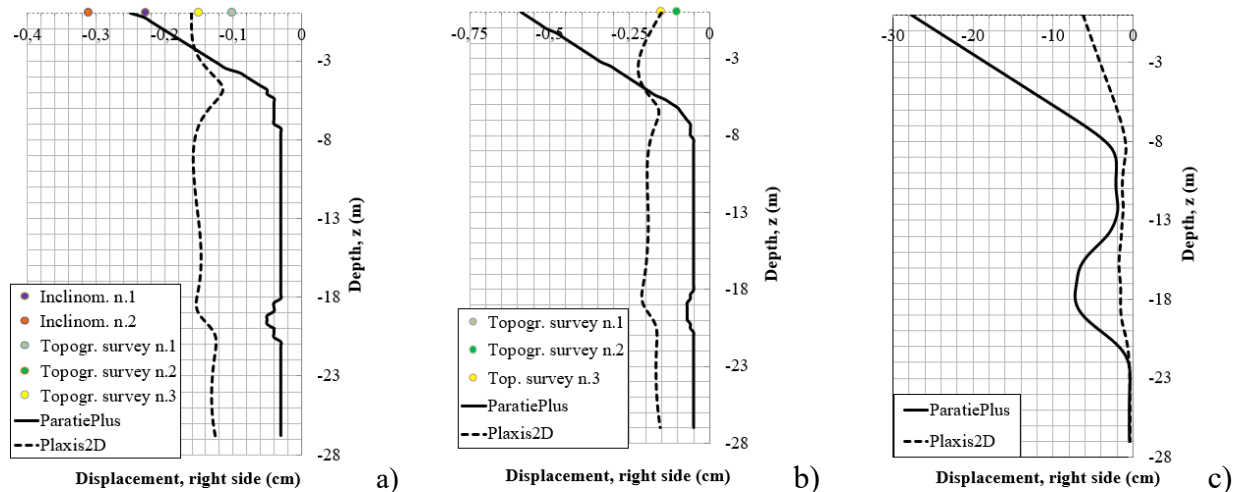 -0,4 -0,3 -0,2 -0,1 0
-3
-8
-13
-18
-23
-28
Depth, z (m)
Inclinom. n.1
Inclinom. n.2
Topogr. survey n.1
Topogr. survey n.2
Topogr. survey n.3
ParatiePlus
Plaxis2D
Displacement, right side (cm)
a)
-0,75 -0,5 -0,25 0
-3
-8
-13
-18
-23
-28
Depth, z (m)
Topogr. survey n.1
Topogr. survey n.2
Top. survey n.3
ParatiePlus
Plaxis2D
Displacement, right side (cm)
b)
-30 -20 -10 0
-3
-8
-13
-18
-23
-28
Depth, z (m)
ParatiePlus
Plaxis2D
Displacement, right side (cm)
c)